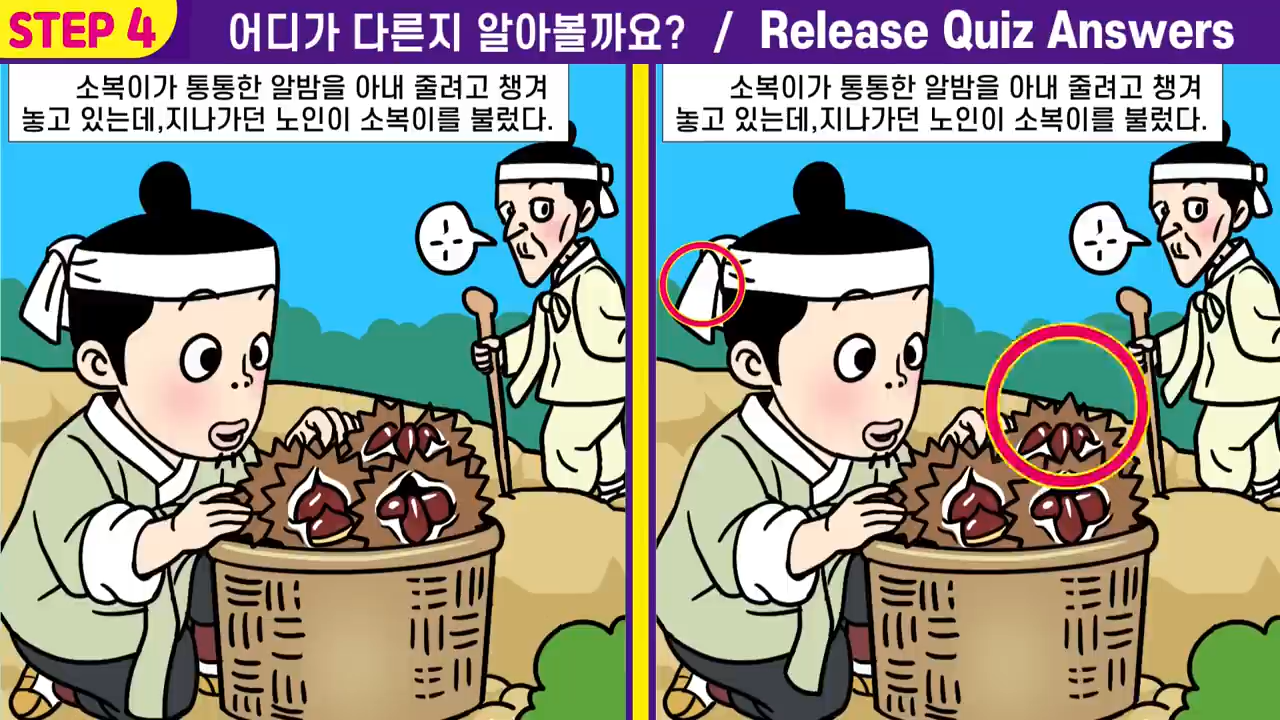 STEP 4
어디가 다른지 알아볼까요? / Release Quiz Answers
소복이가 통통한 알밤을 아내 줄려고 챙겨
놓고 있는데,지나가던 노인이 소복이를 불렀다.
소복이가 통통한 알밤을 아내 줄려고 챙겨
놓고 있는데,지나가던 노인이 소복이를 불렀다.